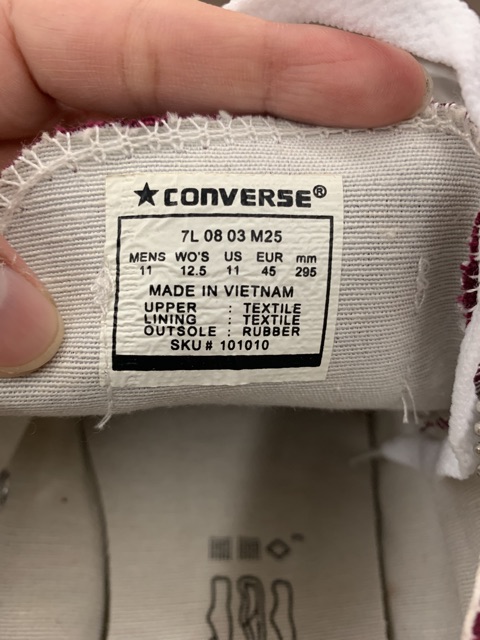 ★CONVERSE®
7L 08 03 M25
MENS WO'S US EUR mm
11 12.5 11 45 295
MADE IN VIETNAM
UPPER : TEXTILE
LINING : TEXTILE
OUTSOLE : RUBBER
SKU # 101010